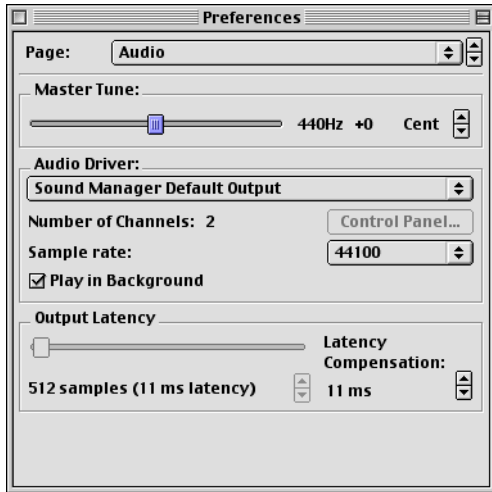 Preferences
Page: Audio
Master Tune:
440Hz +0 Cent
Audio Driver:
Sound Manager Default Output
Number of Channels: 2 Control Panel...
Sample rate: 44100
Play in Background
Output Latency
Latency
Compensation:
512 samples (11 ms latency) 11 ms